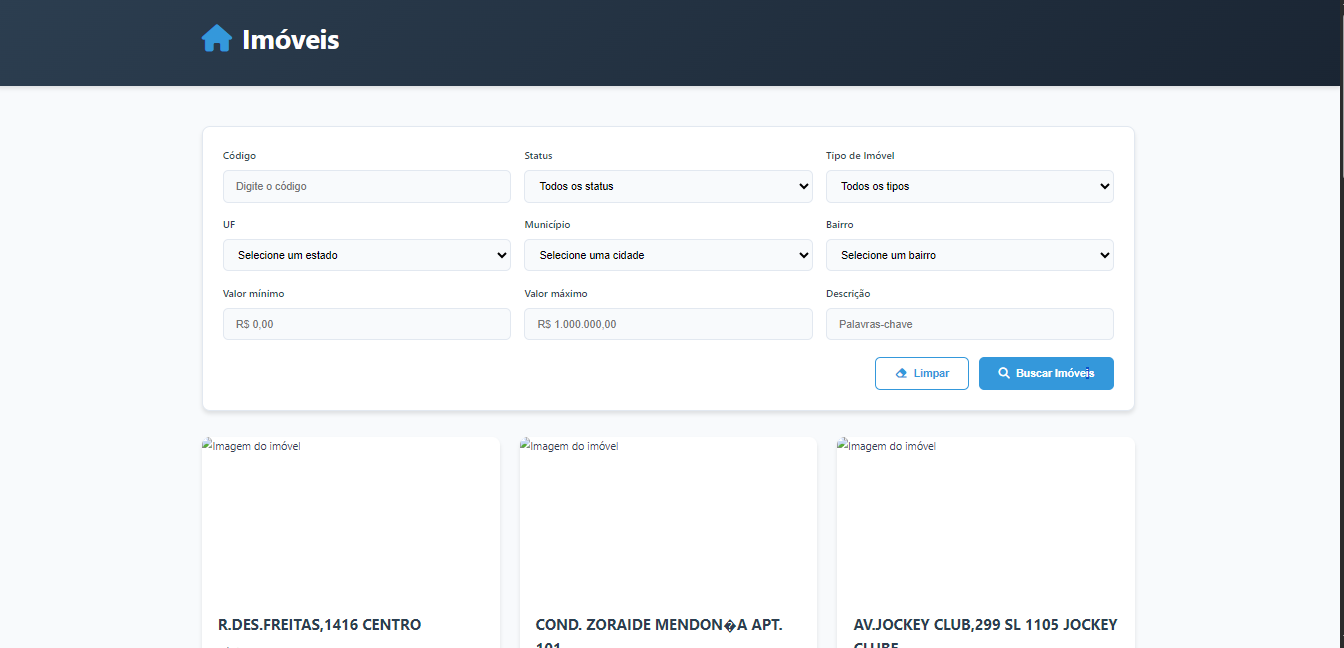 Imóveis
Código
Status
Tipo de Imóvel
Digite o código
Todos os status
Todos os tipos
UF
Município
Bairro
Selecione um estado
Selecione uma cidade
Selecione um bairro
Valor mínimo
Valor máximo
Descrição
R$ 0,00
R$ 1.000.000,00
Palavras-chave
Limpar
Buscar Imóveis
Imagem do imóvel
Imagem do imóvel
Imagem do imóvel
R.DES.FREITAS,1416 CENTRO
COND. ZORAIDE MENDON�A APT.
101
AV.JOCKEY CLUB,299 SL 1105 JOCKEY
CLUBE